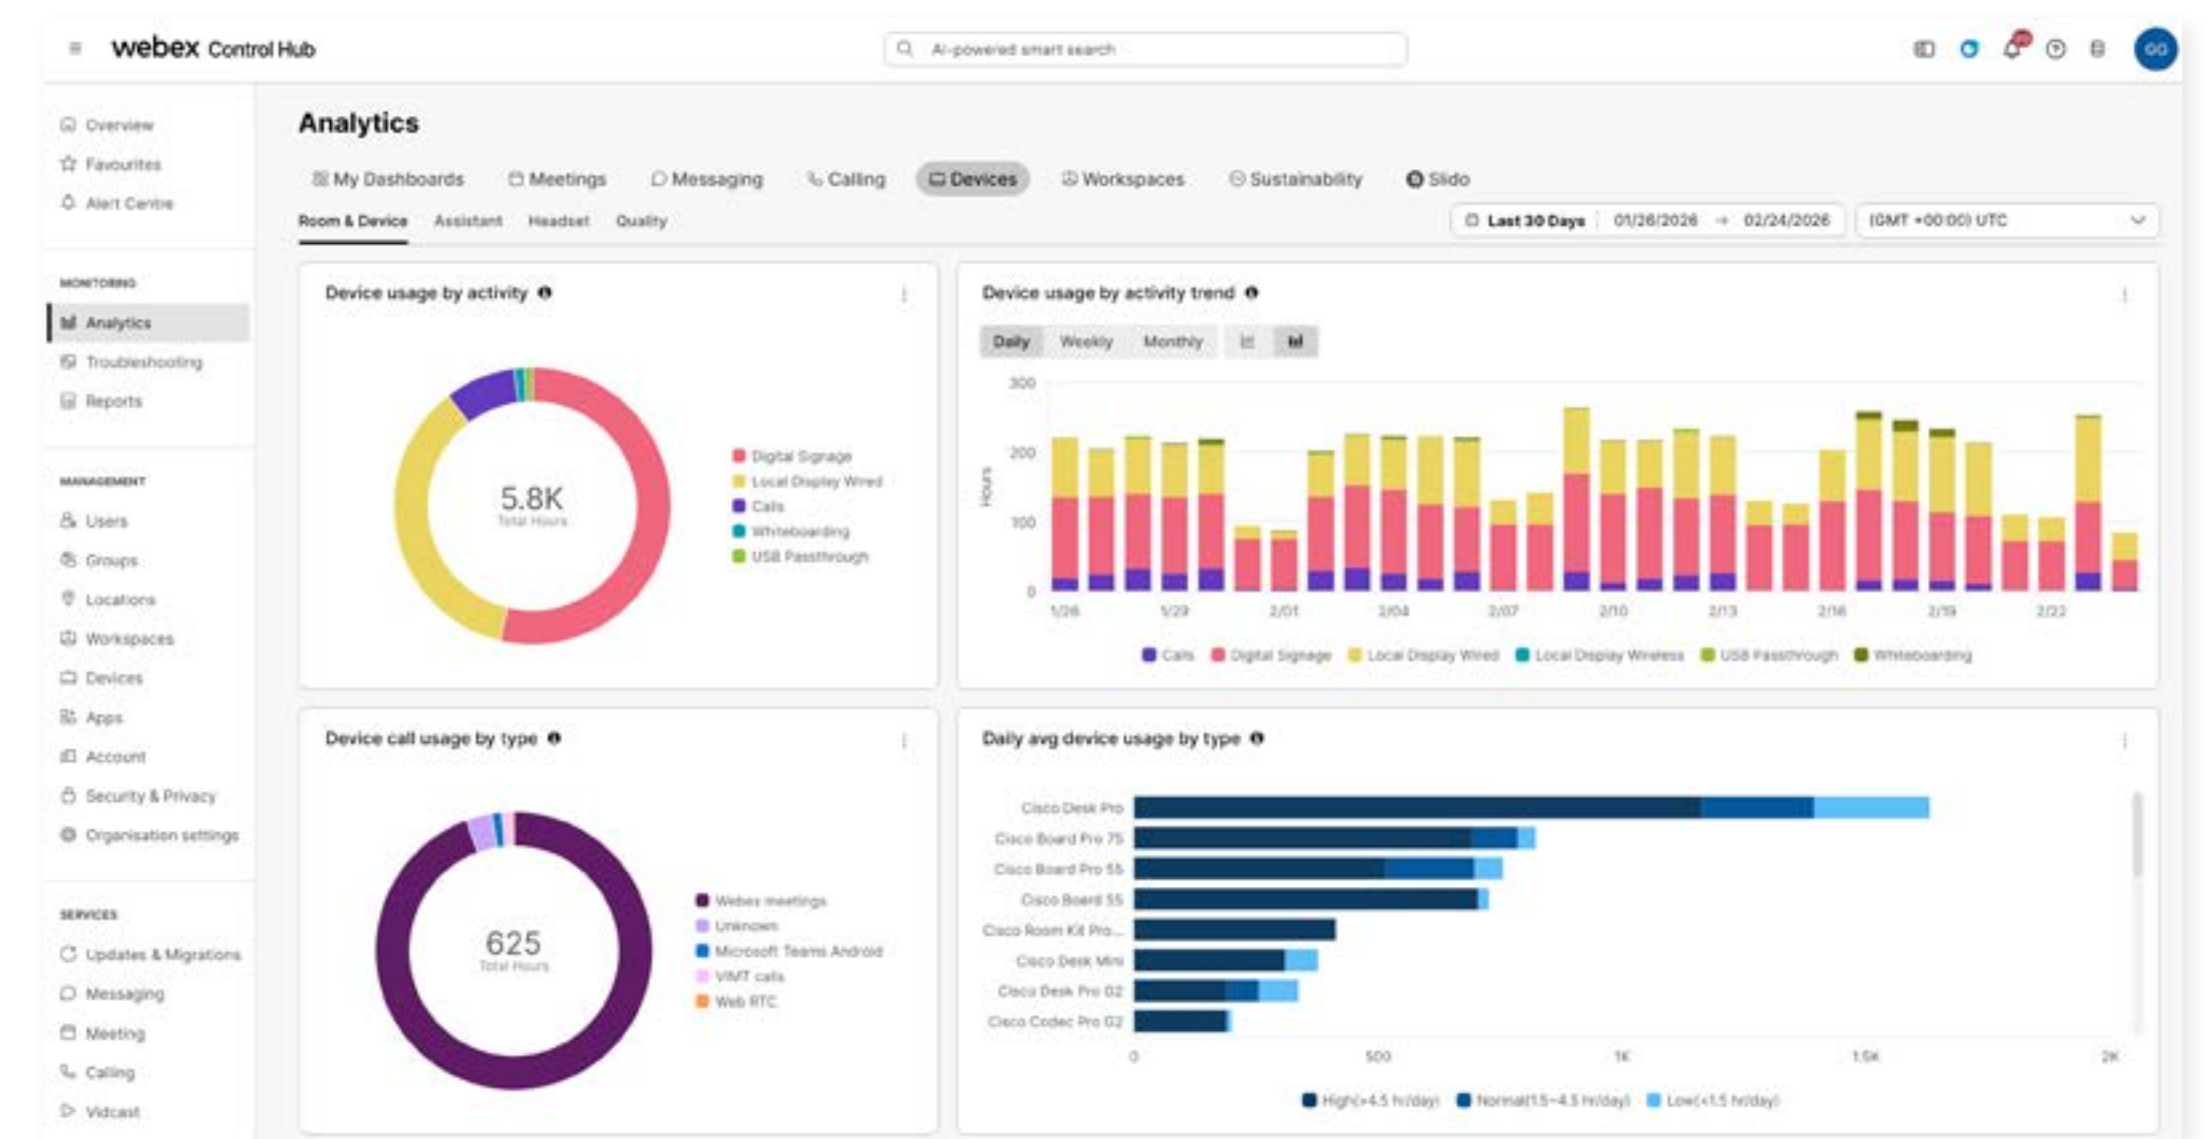 webex Control Hub
AI-powered smart search
GG
Overview
Favourites
Alert Centre
MONITORING
Analytics
Troubleshooting
Reports
MANAGEMENT
Users
Groups
Locations
Workspaces
Devices
Apps
Account
Security & Privacy
Organisation settings
SERVICES
Updates & Migrations
Messaging
Meeting
Calling
Vidcast
Analytics
My Dashboards Meetings Messaging Calling Devices Workspaces Sustainability Slido
Room & Device Assistant Headset Quality
Last 30 Days 01/26/2026 → 02/24/2026 (GMT +00:00) UTC
Device usage by activity
5.8K
Total Hours
Digital Signage
Local Display Wired
Calls
Whiteboarding
USB Passthrough
Device usage by activity trend
Daily Weekly Monthly
Hours
300
200
100
0
1/26 1/29 2/01 2/04 2/07 2/10 2/13 2/16 2/19 2/22
Calls Digital Signage Local Display Wired Local Display Wireless USB Passthrough Whiteboarding
Device call usage by type
625
Total Hours
Webex meetings
Unknown
Microsoft Teams Android
VIMT calls
Web RTC
Daily avg device usage by type
Cisco Desk Pro
Cisco Board Pro 75
Cisco Board Pro 55
Cisco Board 55
Cisco Room Kit Pro...
Cisco Desk Mini
Cisco Desk Pro G2
Cisco Codec Pro G2
0 500 1K 1.5K 2K
High(>4.5 hr/day) Normal(1.5–4.5 hr/day) Low(<1.5 hr/day)